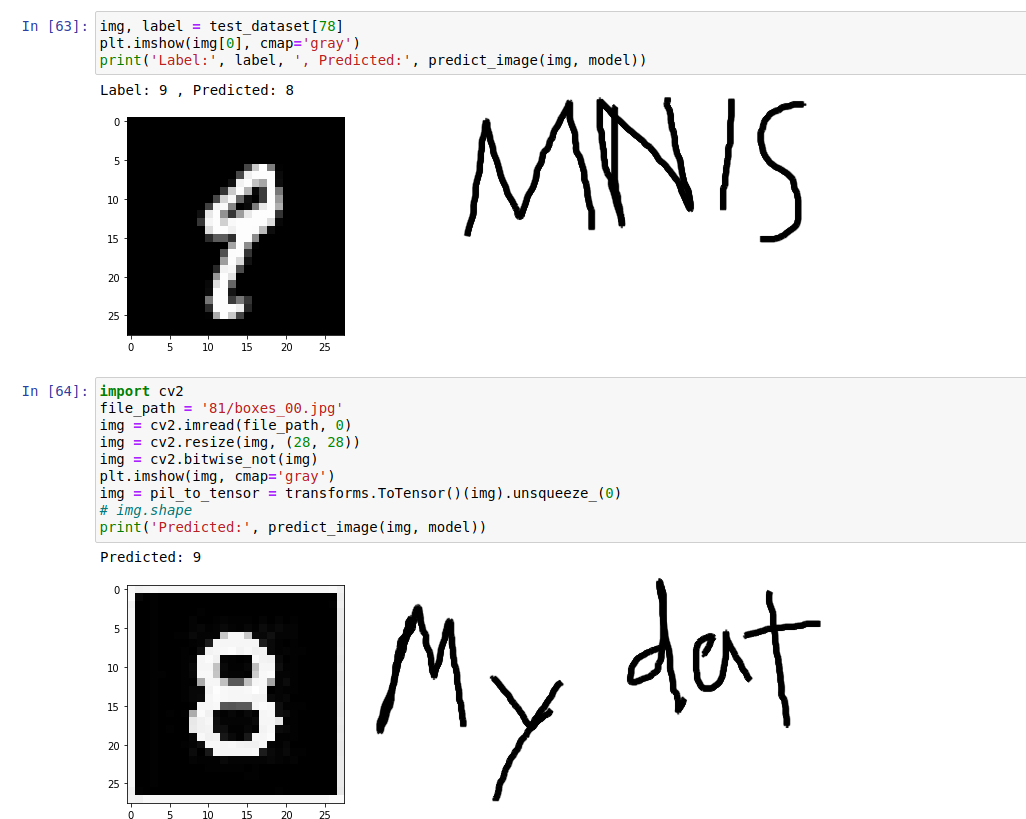 In [63]: img, label = test_dataset[78]
plt.imshow(img[0], cmap='gray')
print('Label:', label, ', Predicted:', predict_image(img, model))
Label: 9 , Predicted: 8
MNIS
0
5
10
15
20
25
0 5 10 15 20 25
In [64]: import cv2
file_path = '81/boxes_00.jpg'
img = cv2.imread(file_path, 0)
img = cv2.resize(img, (28, 28))
img = cv2.bitwise_not(img)
plt.imshow(img, cmap='gray')
img = pil_to_tensor = transforms.ToTensor()(img).unsqueeze_(0)
# img.shape
print('Predicted:', predict_image(img, model))
Predicted: 9
My dat
0
5
10
15
20
25
8
0 5 10 15 20 25